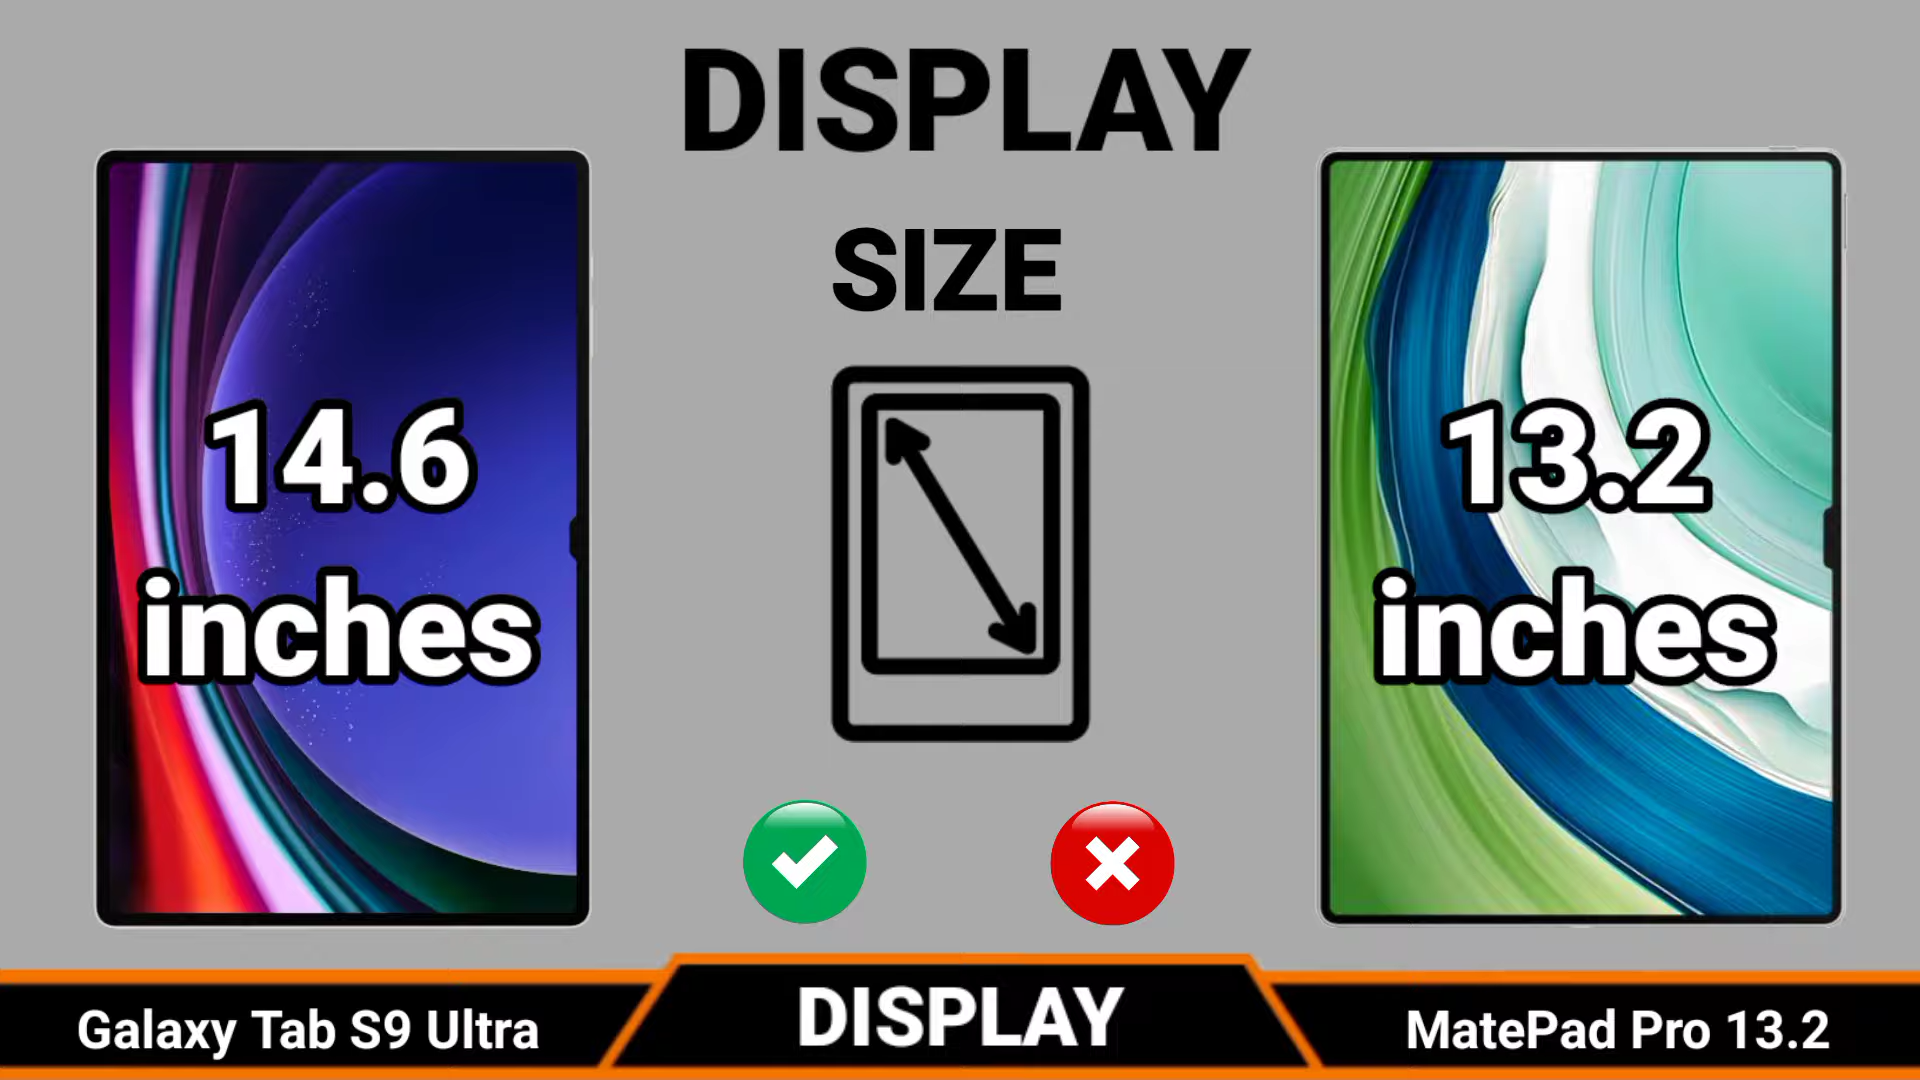 DISPLAY
SIZE
14.6
inches
13.2
inches
Galaxy Tab S9 Ultra
DISPLAY
MatePad Pro 13.2